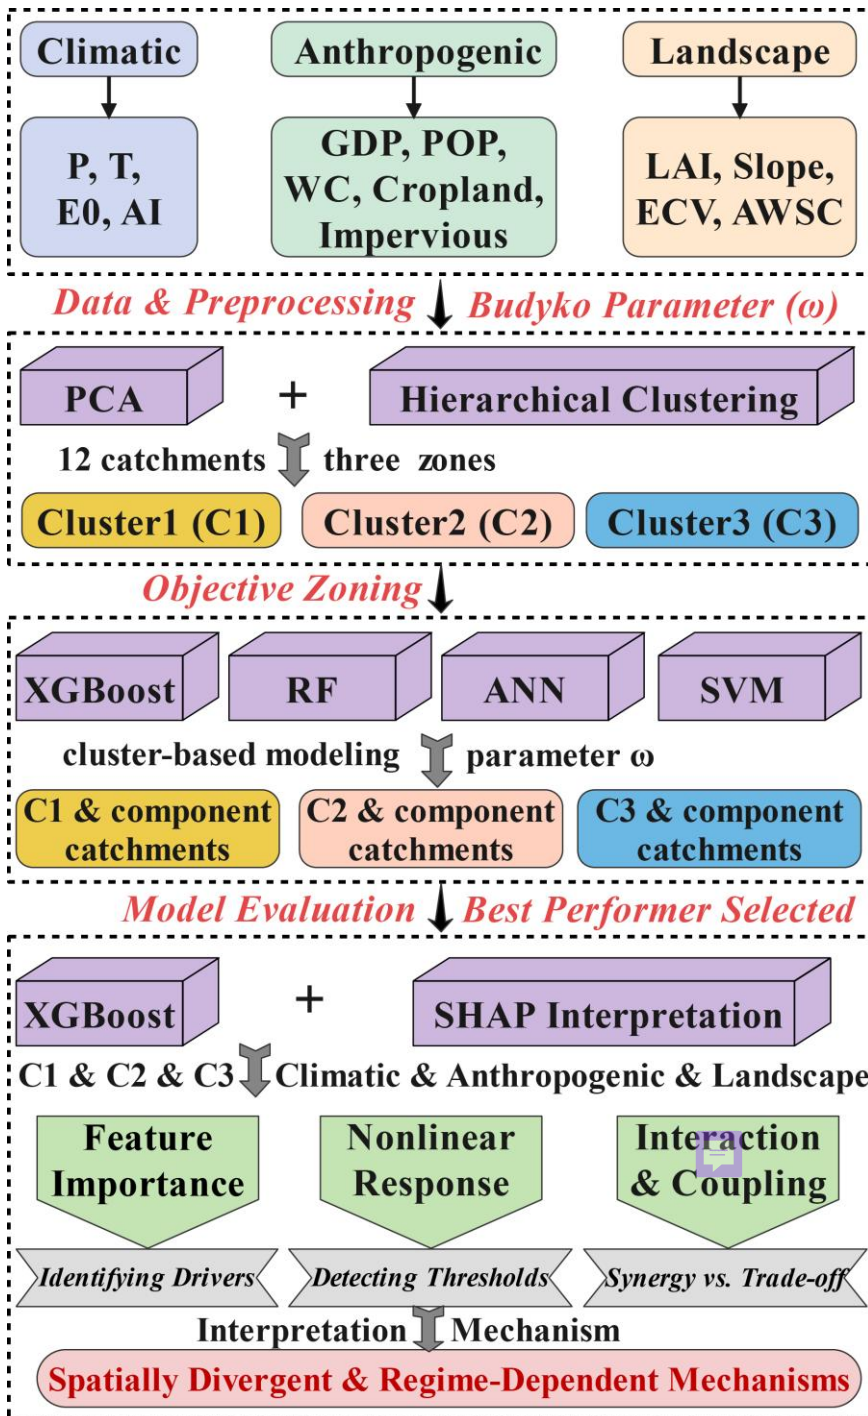 Climatic
Anthropogenic
Landscape
P, T,
E0, AI
GDP, POP,
WC, Cropland,
Impervious
LAI, Slope,
ECV, AWSC
Data & Preprocessing
Budyko Parameter (ω)
PCA
+
Hierarchical Clustering
12 catchments
three zones
Cluster1 (C1)
Cluster2 (C2)
Cluster3 (C3)
Objective Zoning
XGBoost
RF
ANN
SVM
cluster-based modeling
parameter ω
C1 & component
catchments
C2 & component
catchments
C3 & component
catchments
Model Evaluation
Best Performer Selected
XGBoost
+
SHAP Interpretation
C1 & C2 & C3
Climatic & Anthropogenic & Landscape
Feature
Importance
Nonlinear
Response
Interaction
& Coupling
Identifying Drivers
Detecting Thresholds
Synergy vs. Trade-off
Interpretation
Mechanism
Spatially Divergent & Regime-Dependent Mechanisms